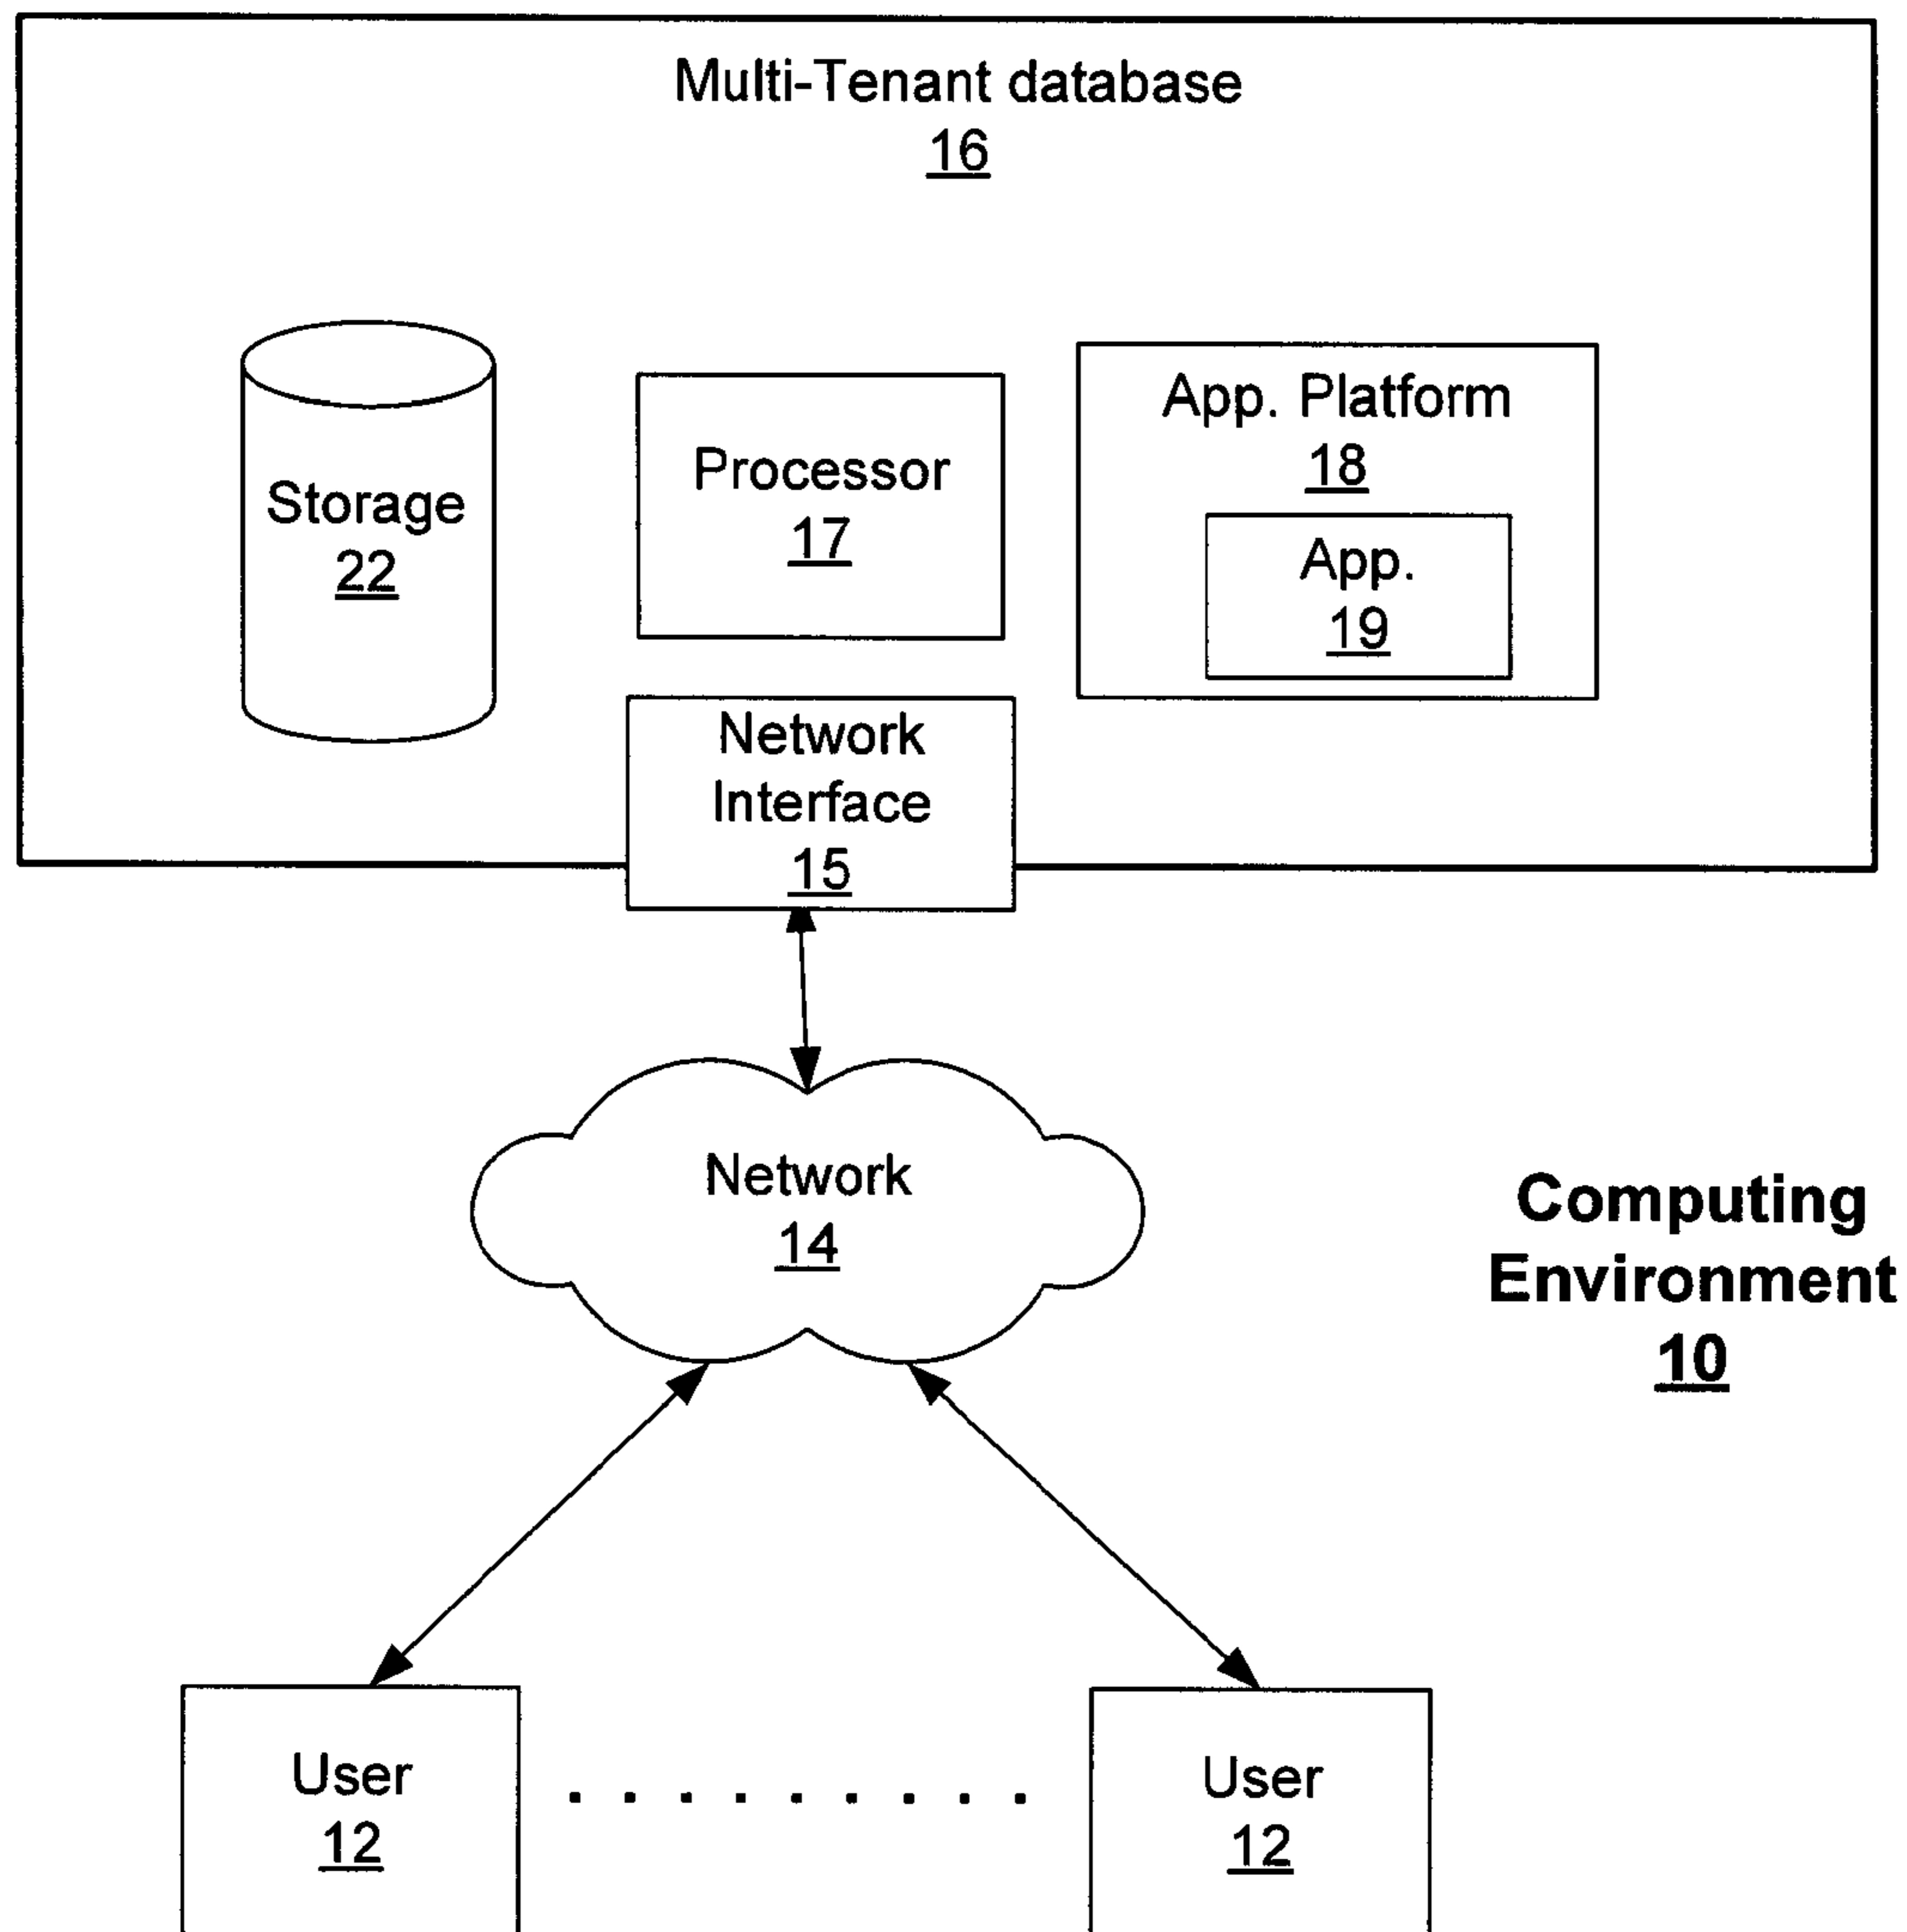 Multi-Tenant database
16
Storage
22
Processor
17
App. Platform
18
App.
19
Network
Interface
15
Network
14
Computing
Environment
10
User
12
User
12